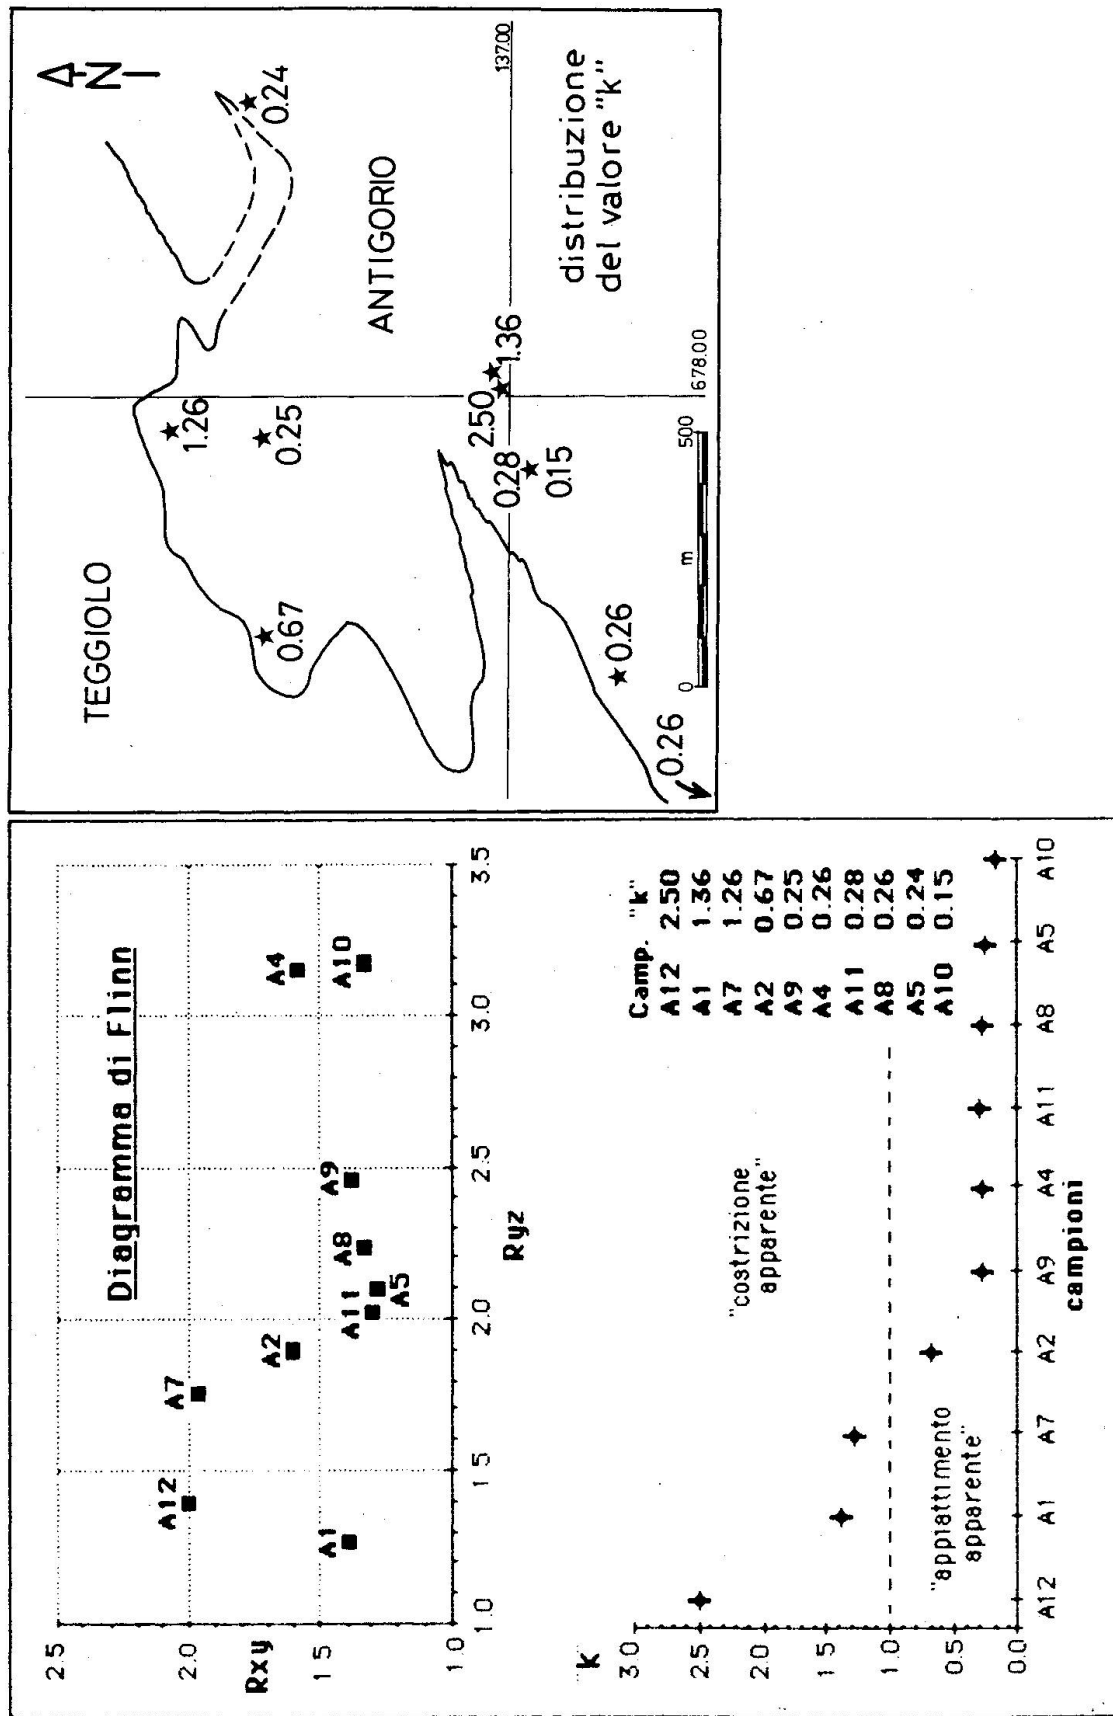 Diagramma di Flinn
2.5
2.0
1.5
1.0
Rxy
A12
A7
A2
A1
A11
A5
A8
A9
A4
A10
1.0
1.5
2.0
2.5
3.0
3.5
Ryz
k
3.0
2.5
2.0
1.5
1.0
0.5
0.0
"costrizione
apparente"
"appiattimento
apparente"
Camp. "k"
A12 2.50
A1 1.36
A7 1.26
A2 0.67
A9 0.25
A4 0.26
A11 0.28
A8 0.26
A5 0.24
A10 0.15
A12 A1 A7 A2 A9 A4 A11 A8 A5 A10
campioni
N
TEGGIOLO
0.24
1.26
0.67
0.25
ANTIGORIO
2.50
1.36
137.00
0.28
0.15
0.26
0.26
distribuzione
del valore "k"
0 m 500
678.00